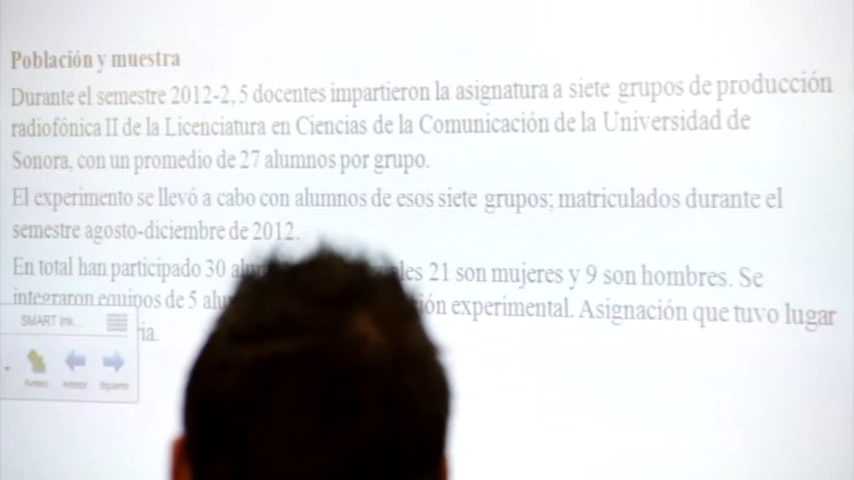 Población y muestra
Durante el semestre 2012-2, 5 docentes impartieron la asignatura a siete grupos de producción
radiofónica II de la Licenciatura en Ciencias de la Comunicación de la Universidad de
Sonora, con un promedio de 27 alumnos por grupo.
El experimento se llevó a cabo con alumnos de esos siete grupos; matriculados durante el
semestre agosto-diciembre de 2012.
En total han participado 30 les 21 son mujeres y 9 son hombres. Se
integraron equipos de 5 ión experimental. Asignación que tuvo lugar
ia.
SMART Ink...
Siguiente